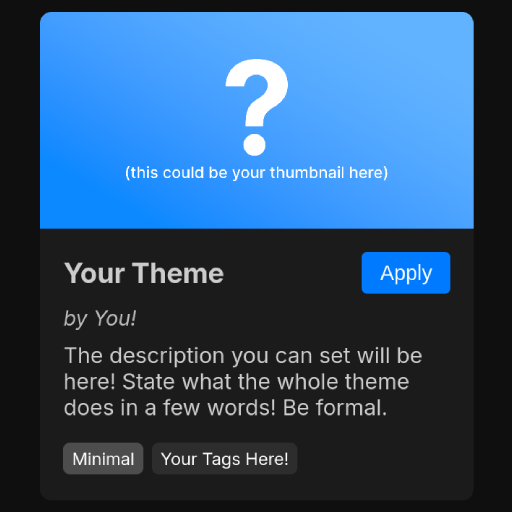 ?
(this could be your thumbnail here)
Your Theme
Apply
by You!
The description you can set will be
here! State what the whole theme
does in a few words! Be formal.
Minimal
Your Tags Here!